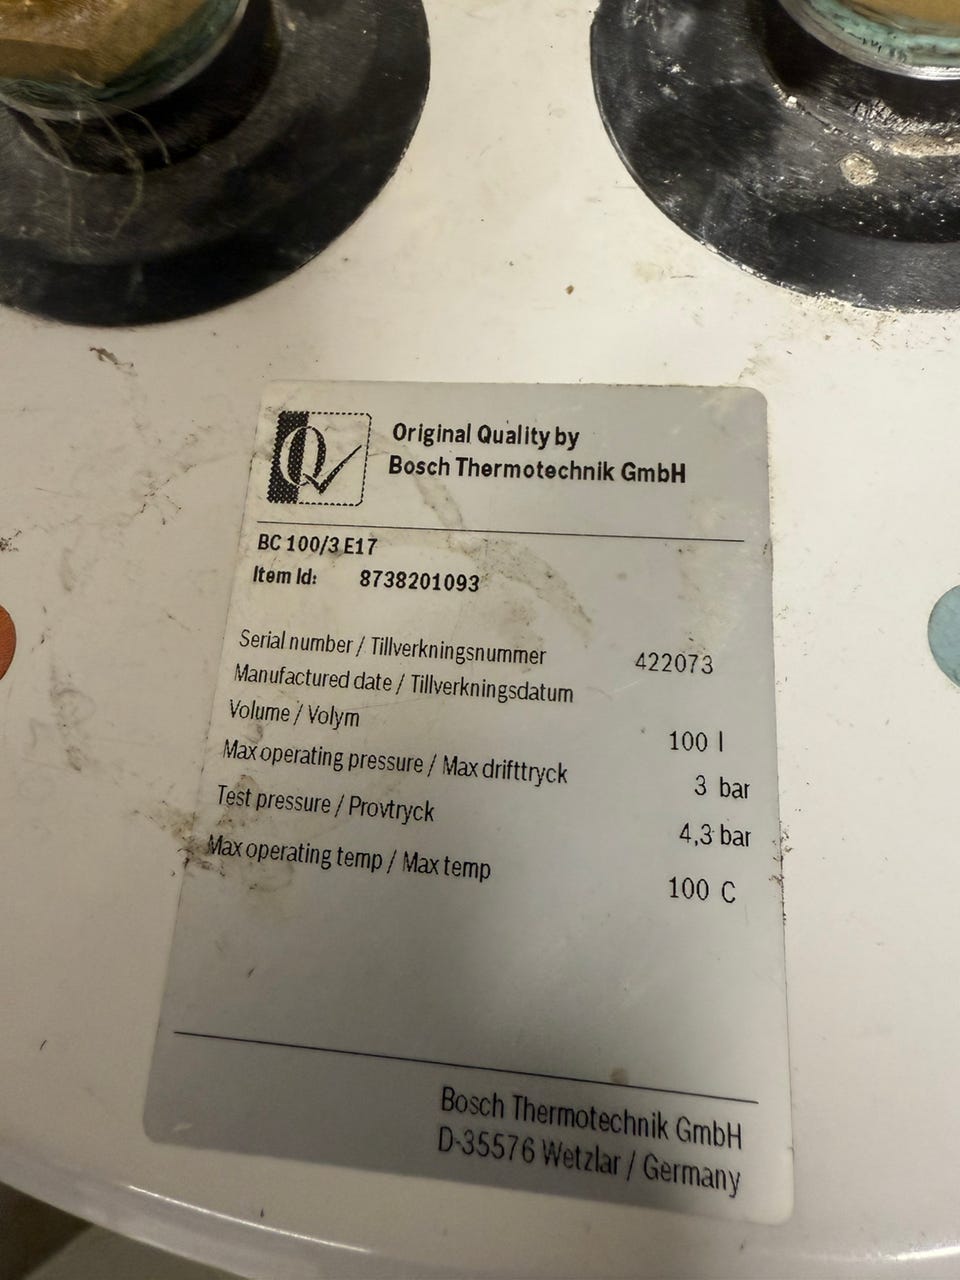 Q
Original Quality by
Bosch Thermotechnik GmbH
BC 100/3 E17
Item Id: 8738201093
Serial number / Tillverkningsnummer 422073
Manufactured date / Tillverkningsdatum
Volume / Volym 100 l
Max operating pressure / Max drifttryck 3 bar
Test pressure / Provtryck 4,3 bar
Max operating temp / Max temp 100 C
Bosch Thermotechnik GmbH
D-35576 Wetzlar / Germany